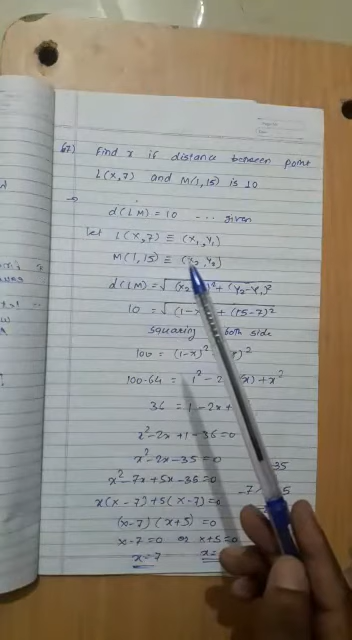 6) Find x if distance between point
L(x,7) and M(1,15) is 10
→
d(LM) = 10 ---- given
let L(x,7) ≡ (x₁,y₁)
M(1,15) ≡ (x₂,y₂)
d(LM) = √(x₂ )² + (y₂-y₁)²
10 = √(1-x) + (15-7)²
squaring both side
100 = (1-x)² )²
100-64 = 1² - 2 x) + x²
36 = 1 - 2x +
x² - 2x + 1 - 36 = 0
x² - 2x - 35 = 0
35
x² - 7x + 5x - 35 = 0
-7 5
x(x-7) + 5(x-7) = 0
(x-7) (x+5) = 0
x-7 = 0 or x+5 = 0
x = 7 x =